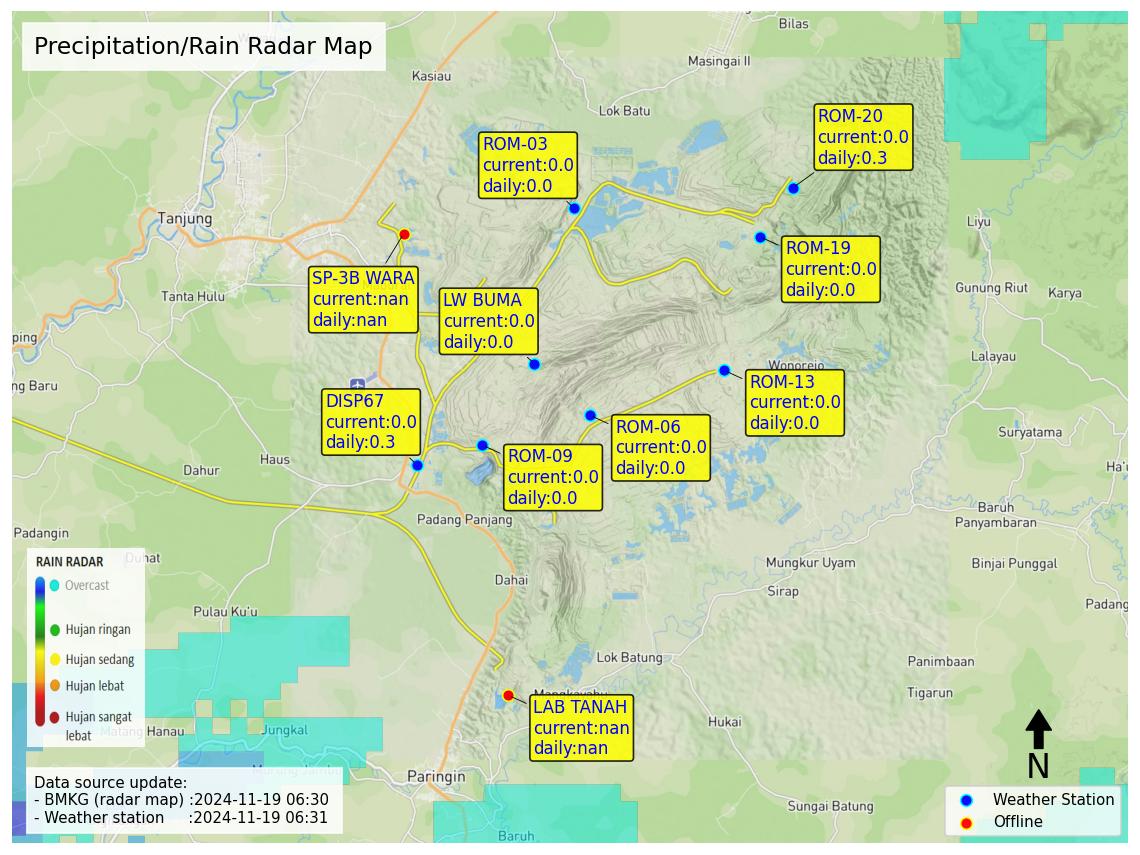 Precipitation/Rain Radar Map
Bilas
Masingai II
Kasiau
Lok Batu
ROM-20
current:0.0
daily:0.3
ROM-03
current:0.0
daily:0.0
Tanjung
Liyu
ROM-19
current:0.0
daily:0.0
SP-3B WARA
current:nan
daily:nan
LW BUMA
current:0.0
daily:0.0
Tanta Hulu
Gunung Riut
Karya
ping
Layau
Lalayau
Wonorejo
ng Baru
ROM-13
current:0.0
daily:0.0
DISP67
current:0.0
daily:0.3
ROM-06
current:0.0
daily:0.0
Suryatama
ROM-09
current:0.0
daily:0.0
Haus
Dahur
Ha'u
Padang Panjang
Baruh
Panyambaran
Padangin
Duhat
Mungkur Uyam
Binjai Punggal
RAIN RADAR
Overcast
Hujan ringan
Hujan sedang
Hujan lebat
Hujan sangat
lebat
Dahai
Sirap
Pulau Ku'u
Padang
Lok Batung
Panimbaan
Tigarun
Mangkayahu
LAB TANAH
current:nan
daily:nan
Hukai
Matang Hanau
Jungkal
Murung Jambu
Paringin
N
Data source update:
- BMKG (radar map) :2024-11-19 06:30
- Weather station :2024-11-19 06:31
Sungai Batung
Baruh
Weather Station
Offline